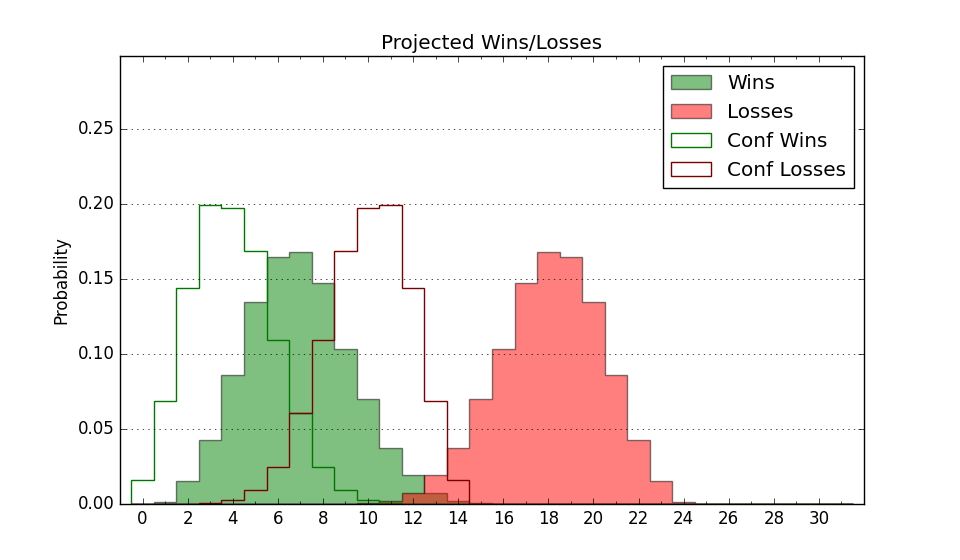 Projected Wins/Losses
Wins
Losses
Conf Wins
Conf Losses
Probability
0.25
0.20
0.15
0.10
0.05
0.00
0 2 4 6 8 10 12 14 16 18 20 22 24 26 28 30